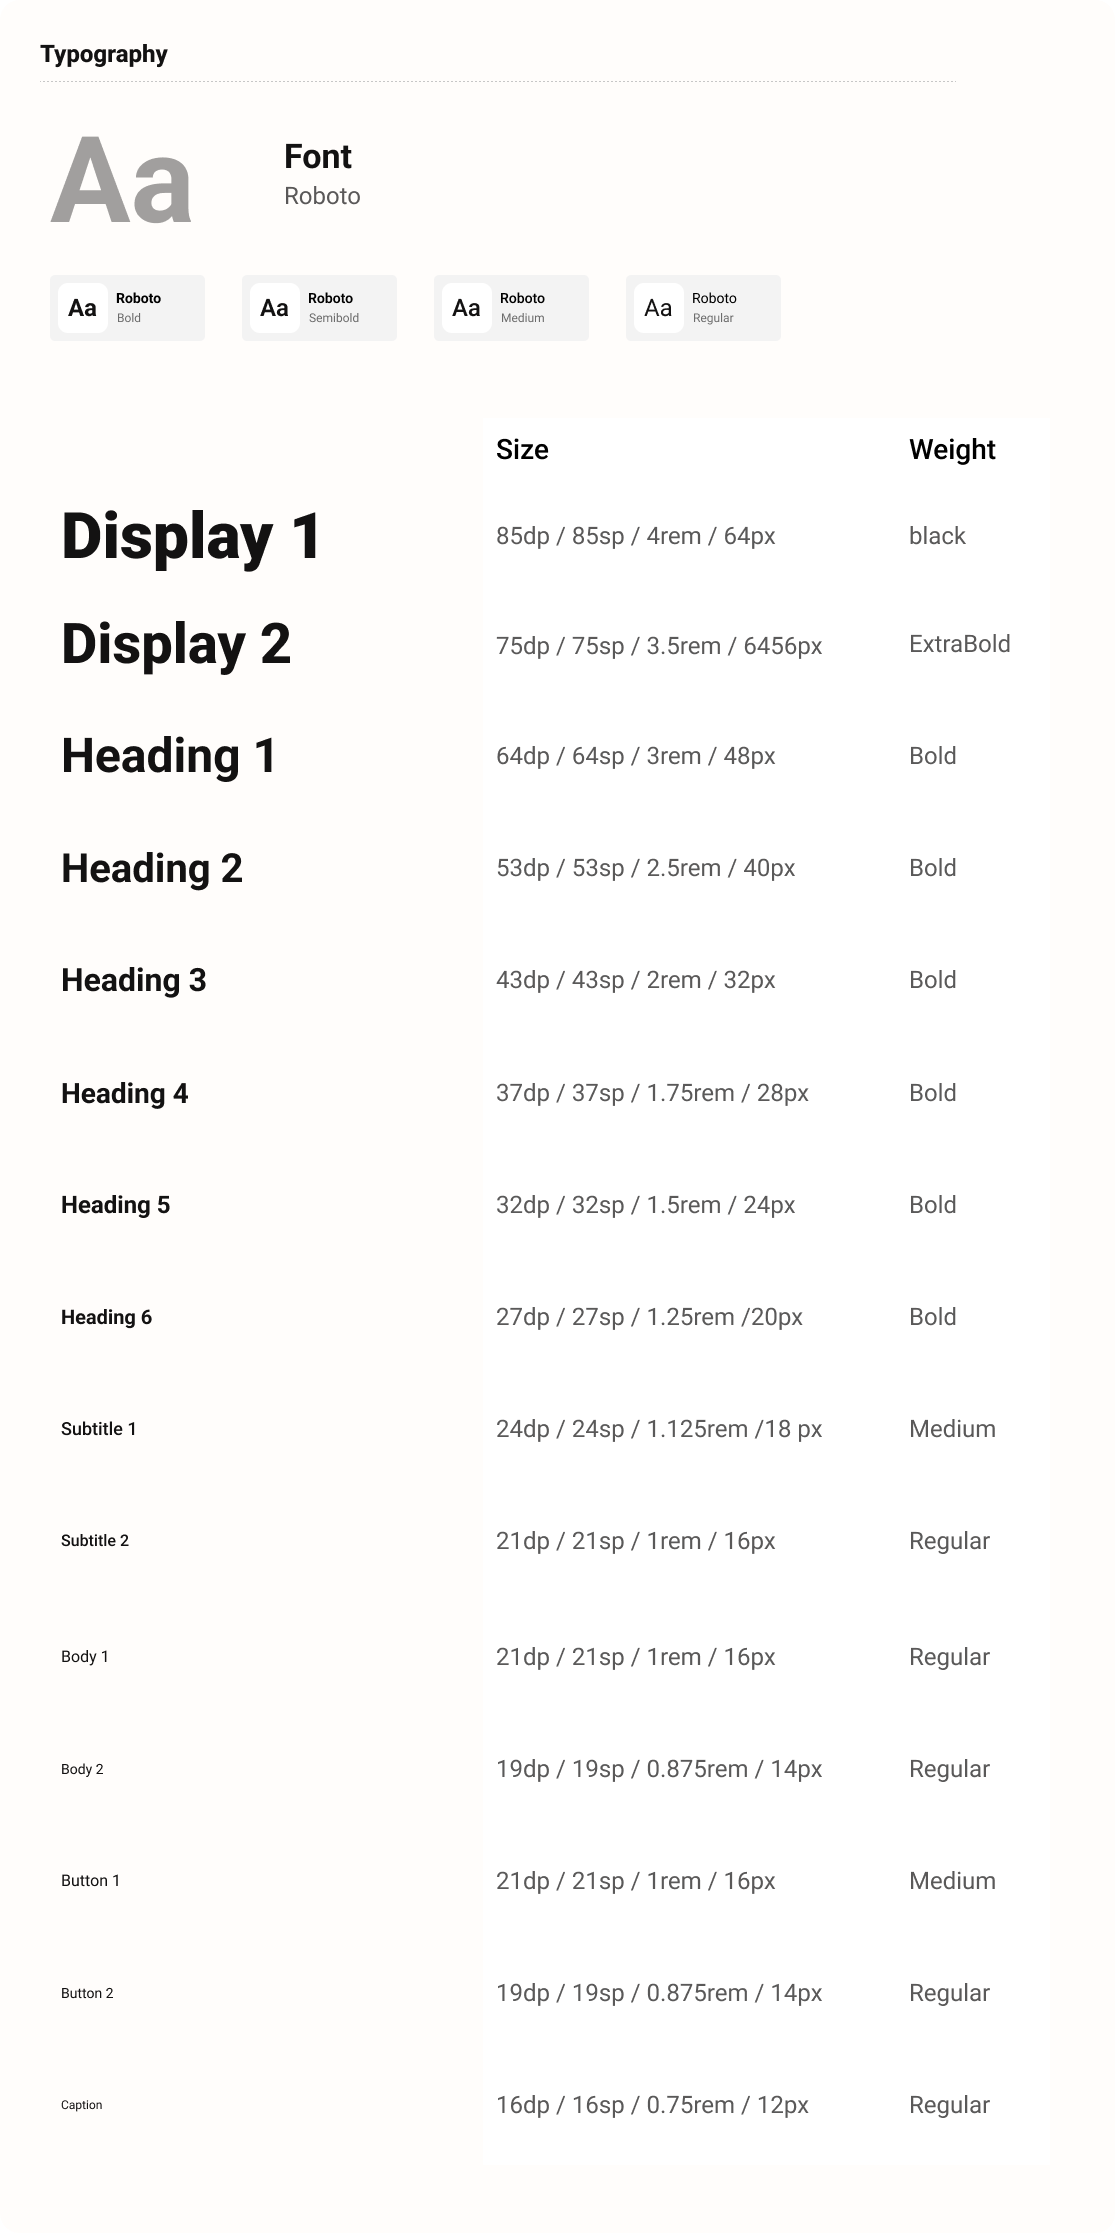 Typography
Aa
Font
Roboto
Aa Roboto Bold
Aa Roboto Semibold
Aa Roboto Medium
Aa Roboto Regular
Size Weight
Display 1 85dp / 85sp / 4rem / 64px black
Display 2 75dp / 75sp / 3.5rem / 6456px ExtraBold
Heading 1 64dp / 64sp / 3rem / 48px Bold
Heading 2 53dp / 53sp / 2.5rem / 40px Bold
Heading 3 43dp / 43sp / 2rem / 32px Bold
Heading 4 37dp / 37sp / 1.75rem / 28px Bold
Heading 5 32dp / 32sp / 1.5rem / 24px Bold
Heading 6 27dp / 27sp / 1.25rem /20px Bold
Subtitle 1 24dp / 24sp / 1.125rem /18 px Medium
Subtitle 2 21dp / 21sp / 1rem / 16px Regular
Body 1 21dp / 21sp / 1rem / 16px Regular
Body 2 19dp / 19sp / 0.875rem / 14px Regular
Button 1 21dp / 21sp / 1rem / 16px Medium
Button 2 19dp / 19sp / 0.875rem / 14px Regular
Caption 16dp / 16sp / 0.75rem / 12px Regular